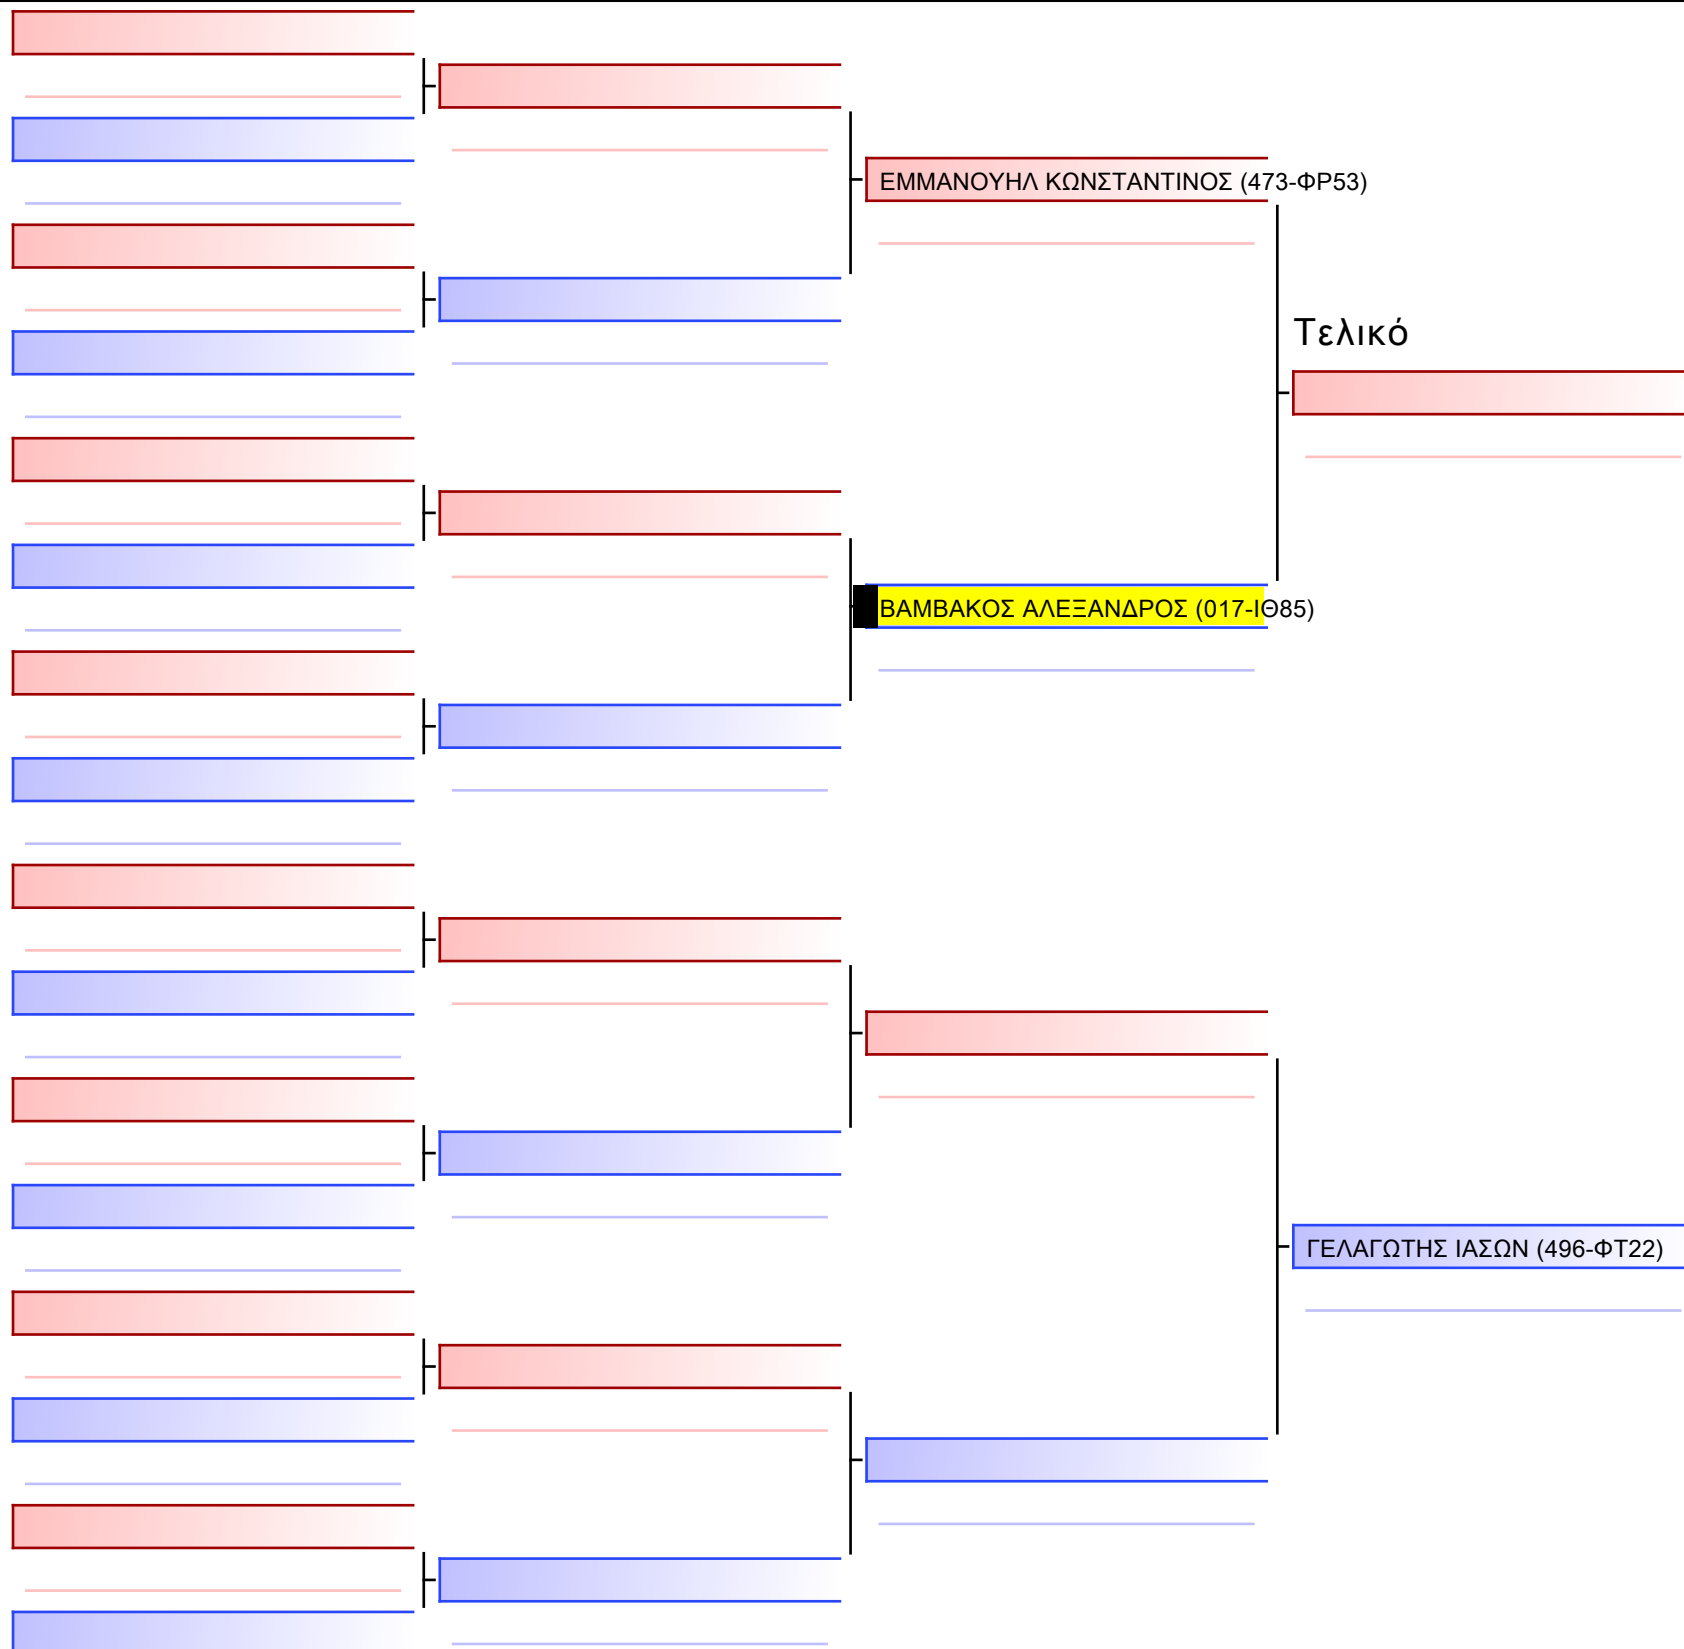 ΕΜΜΑΝΟΥΗΛ ΚΩΝΣΤΑΝΤΙΝΟΣ (473-ΦΡ53)
Τελικό
ΒΑΜΒΑΚΟΣ ΑΛΕΞΑΝΔΡΟΣ (017-ΙΘ85)
ΓΕΛΑΓΩΤΗΣ ΙΑΣΩΝ (496-ΦΤ22)